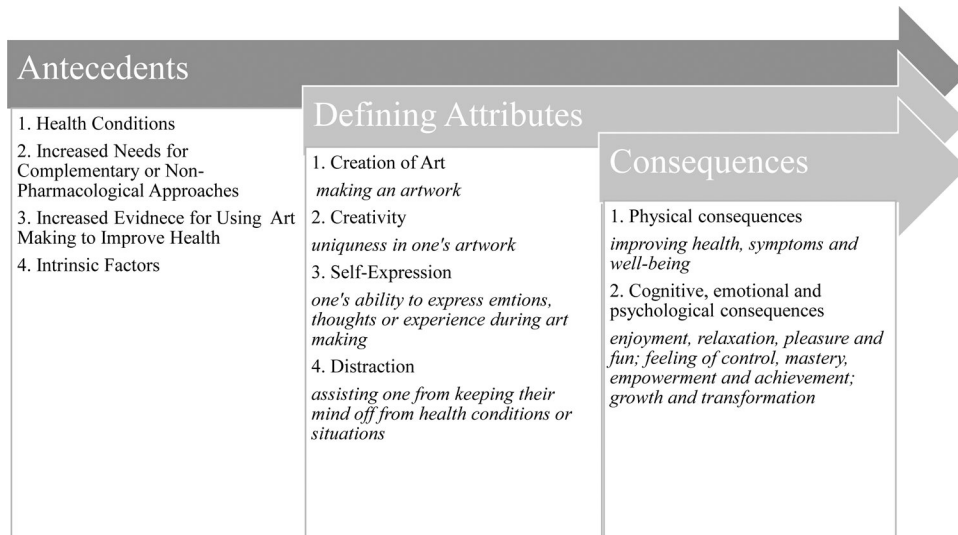 Antecedents
1. Health Conditions
2. Increased Needs for
Complementary or Non-
Pharmacological Approaches
3. Increased Evidnece for Using Art
Making to Improve Health
4. Intrinsic Factors
Defining Attributes
1. Creation of Art
making an artwork
2. Creativity
uniquness in one's artwork
3. Self-Expression
one's ability to express emtions,
thoughts or experience during art
making
4. Distraction
assisting one from keeping their
mind off from health conditions or
situations
Consequences
1. Physical consequences
improving health, symptoms and
well-being
2. Cognitive, emotional and
psychological consequences
enjoyment, relaxation, pleasure and
fun; feeling of control, mastery,
empowerment and achievement;
growth and transformation